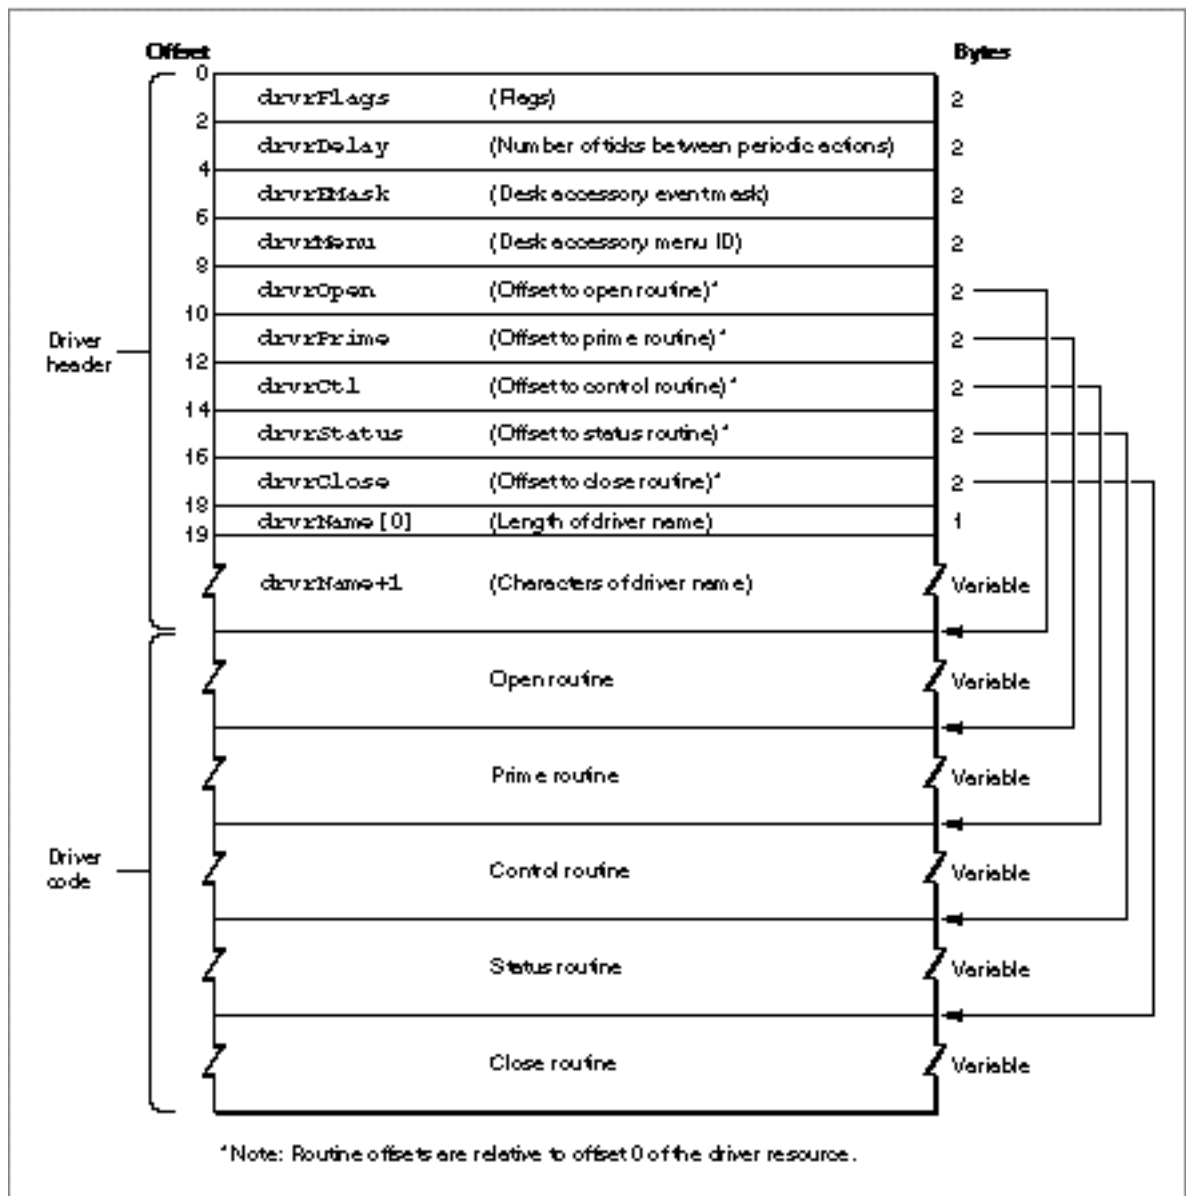 Offset Bytes
0
drvrFlags (Flags) 2
2
drvrDelay (Number of ticks between periodic actions) 2
4
drvrEMask (Desk accessory event mask) 2
6
drvrMenu (Desk accessory menu ID) 2
8
drvrOpen (Offset to open routine)* 2
10
Driver header
drvrPrime (Offset to prime routine)* 2
12
drvrCtl (Offset to control routine)* 2
14
drvrStatus (Offset to status routine)* 2
16
drvrClose (Offset to close routine)* 2
18
drvrName[0] (Length of driver name) 1
19
drvrName+1 (Characters of driver name) Variable
Open routine Variable
Prime routine Variable
Driver code
Control routine Variable
Status routine Variable
Close routine Variable
*Note: Routine offsets are relative to offset 0 of the driver resource.